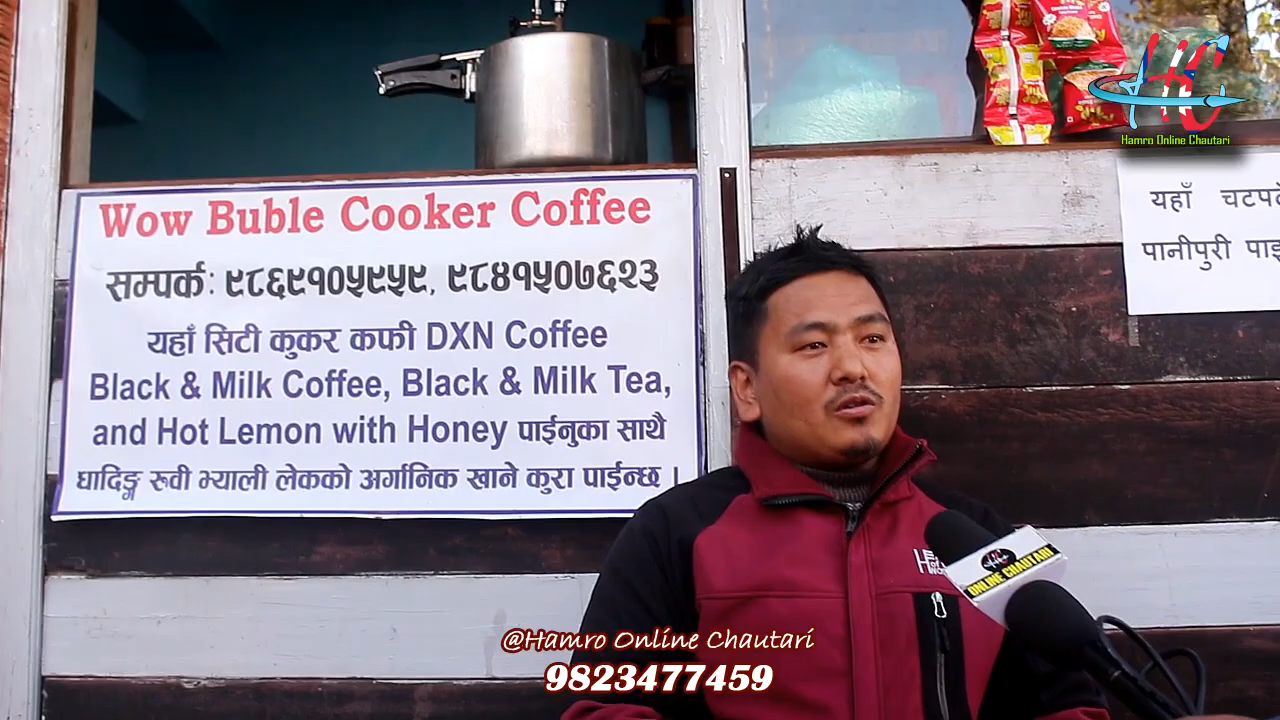 Wow Buble Cooker Coffee
सम्पर्क: ९८६९१०५९५९, ९८४१५०७६२३
यहाँ सिटी कुकर कफी DXN Coffee
Black & Milk Coffee, Black & Milk Tea,
and Hot Lemon with Honey पाईनुका साथै
धादिङ्ग रुवी भ्याली लेकको अर्गानिक खाने कुरा पाईन्छ ।
HC
Hamro Online Chautari
यहाँ
पानीपुरी
ONLINE CHAUTARI
@Hamro Online Chautari
9823477459